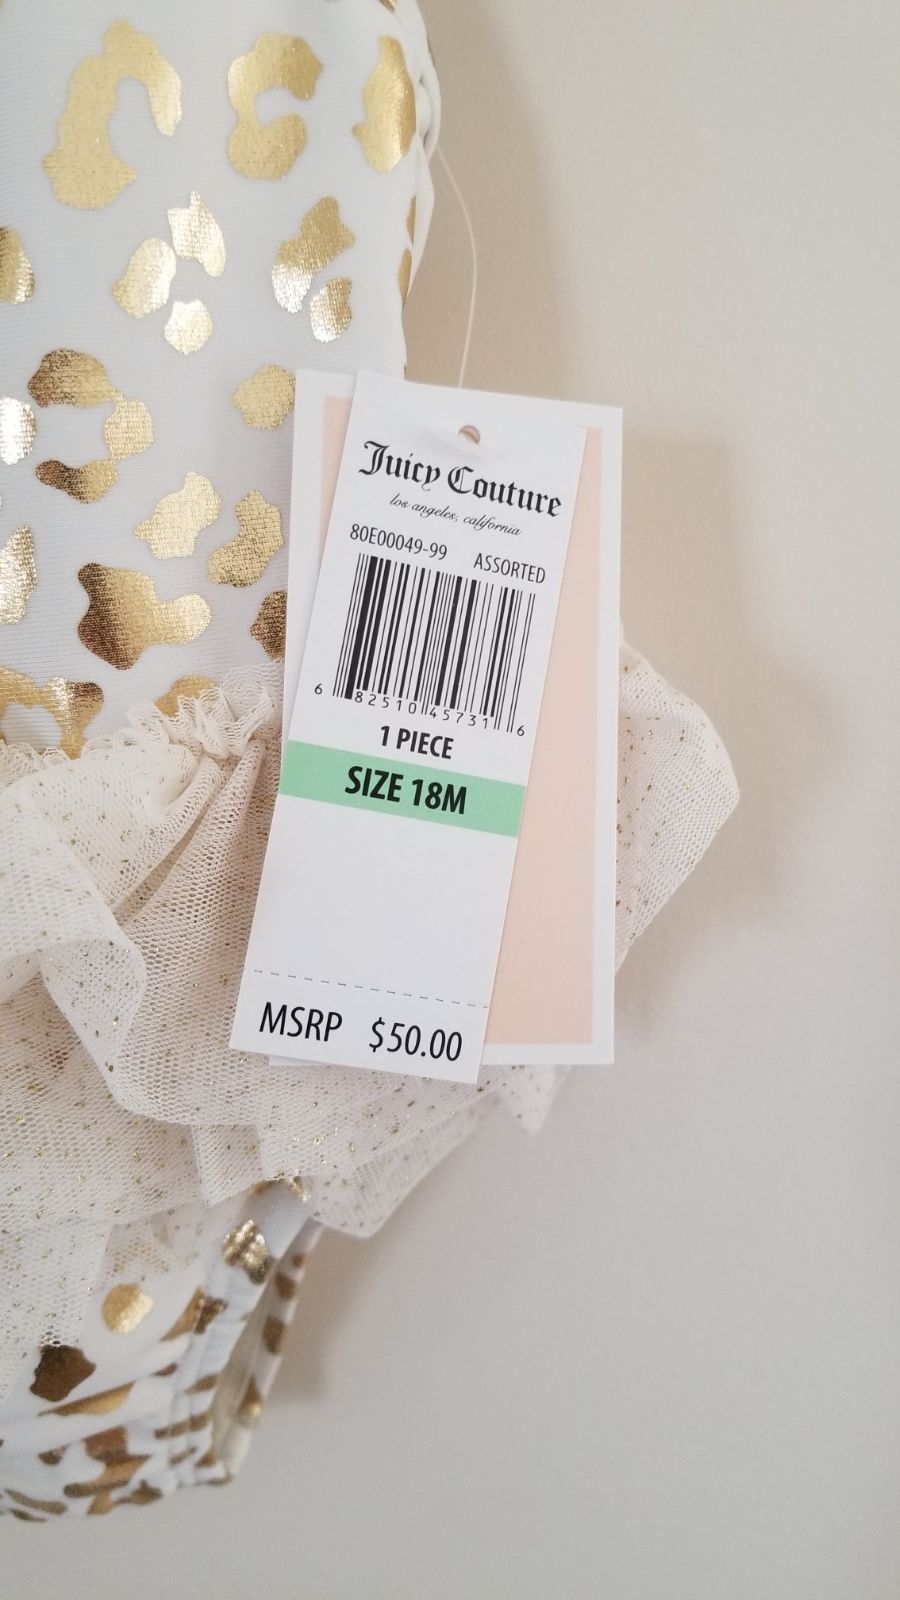 Juicy Couture
los angeles, california
80E00049-99 ASSORTED
6 82510 45731 6
1 PIECE
SIZE 18M
MSRP $50.00